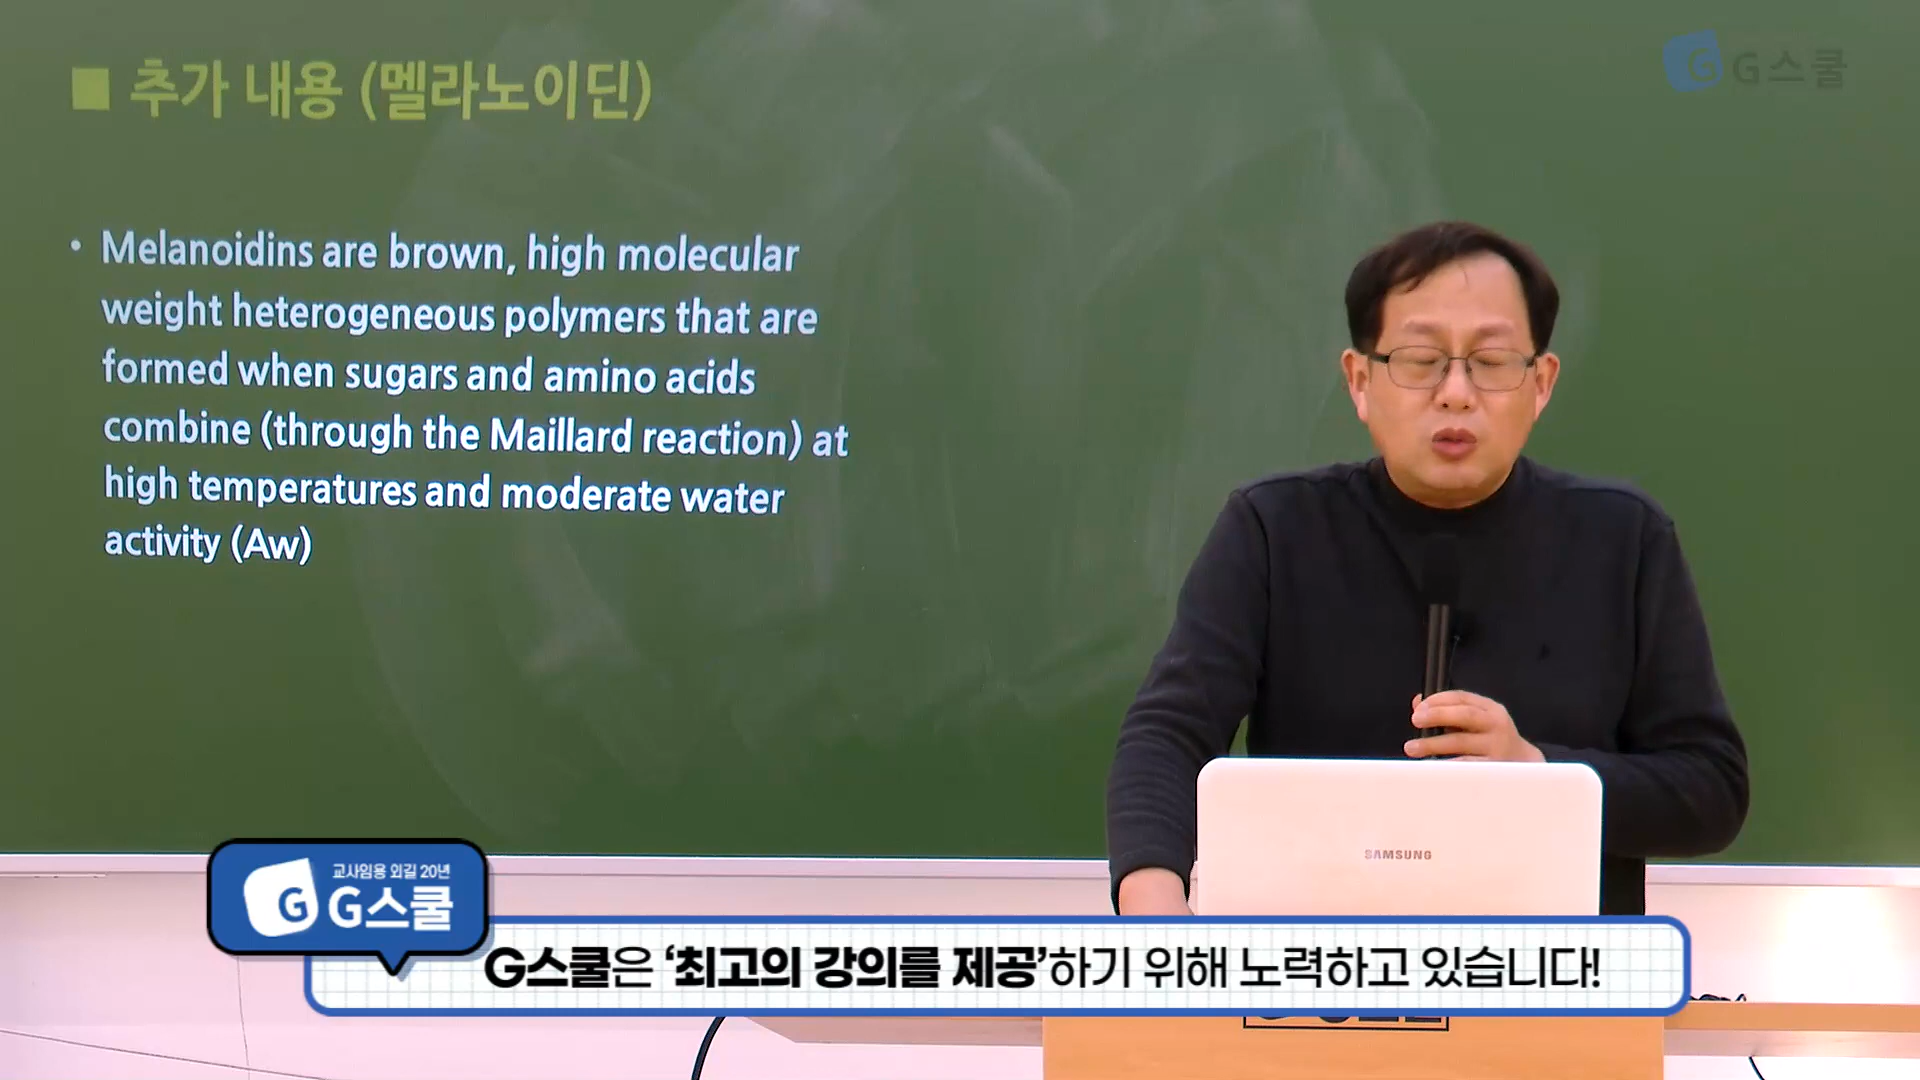 ■ 추가 내용 (멜라노이딘)
G스쿨
• Melanoidins are brown, high molecular
weight heterogeneous polymers that are
formed when sugars and amino acids
combine (through the Maillard reaction) at
high temperatures and moderate water
activity (Aw)
SAMSUNG
교사임용 외길 20년
G스쿨
G스쿨은 ‘최고의 강의를 제공’하기 위해 노력하고 있습니다!